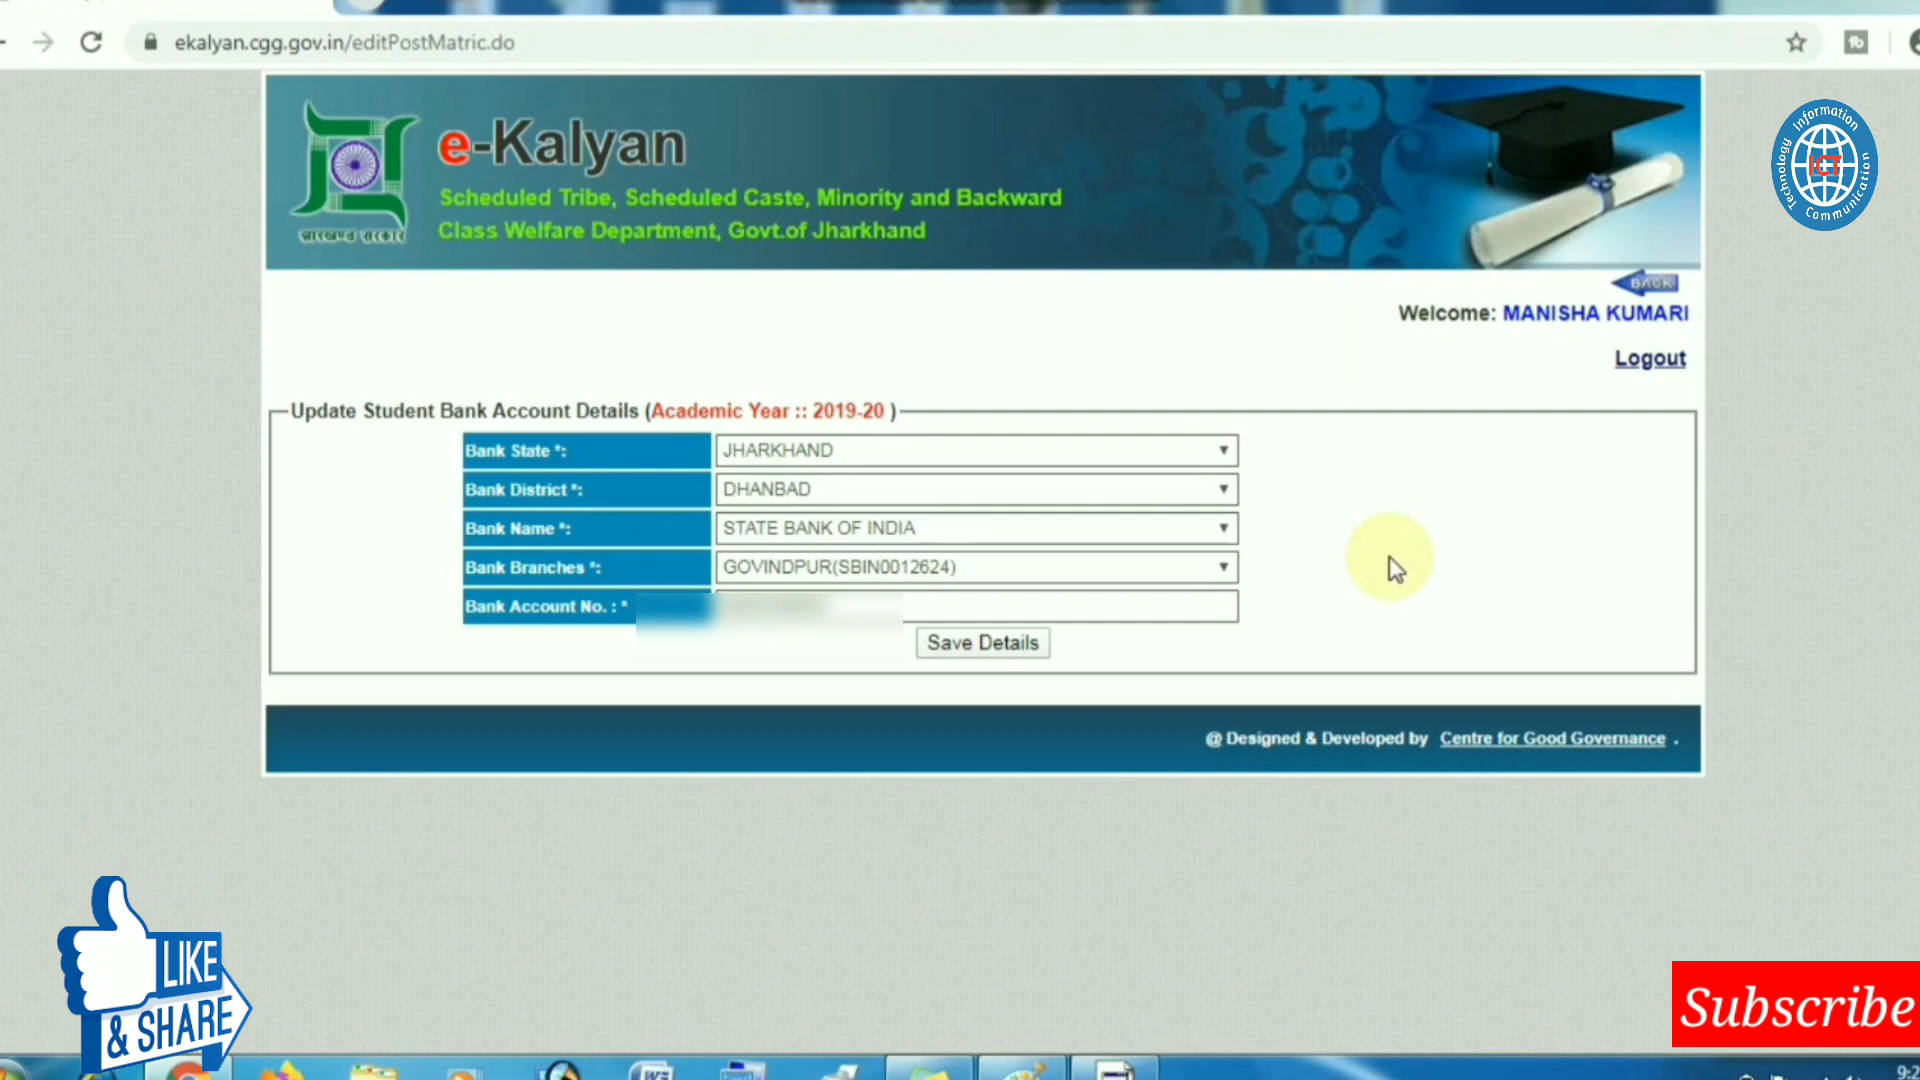 ekalyan.cgg.gov.in/editPostMatric.do
e-Kalyan
Scheduled Tribe, Scheduled Caste, Minority and Backward
Class Welfare Department, Govt.of Jharkhand
झारखण्ड सरकार
Information
Communication
Technology
ICT
BACK
Welcome: MANISHA KUMARI
Logout
Update Student Bank Account Details (Academic Year :: 2019-20 )
Bank State *: JHARKHAND
Bank District *: DHANBAD
Bank Name *: STATE BANK OF INDIA
Bank Branches *: GOVINDPUR(SBIN0012624)
Bank Account No. : *
Save Details
@ Designed & Developed by Centre for Good Governance .
LIKE
& SHARE
Subscribe